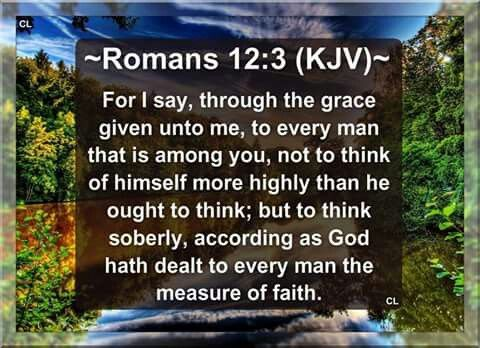 CL
~Romans 12:3 (KJV)~
For I say, through the grace
given unto me, to every man
that is among you, not to think
of himself more highly than he
ought to think; but to think
soberly, according as God
hath dealt to every man the
measure of faith.
CL